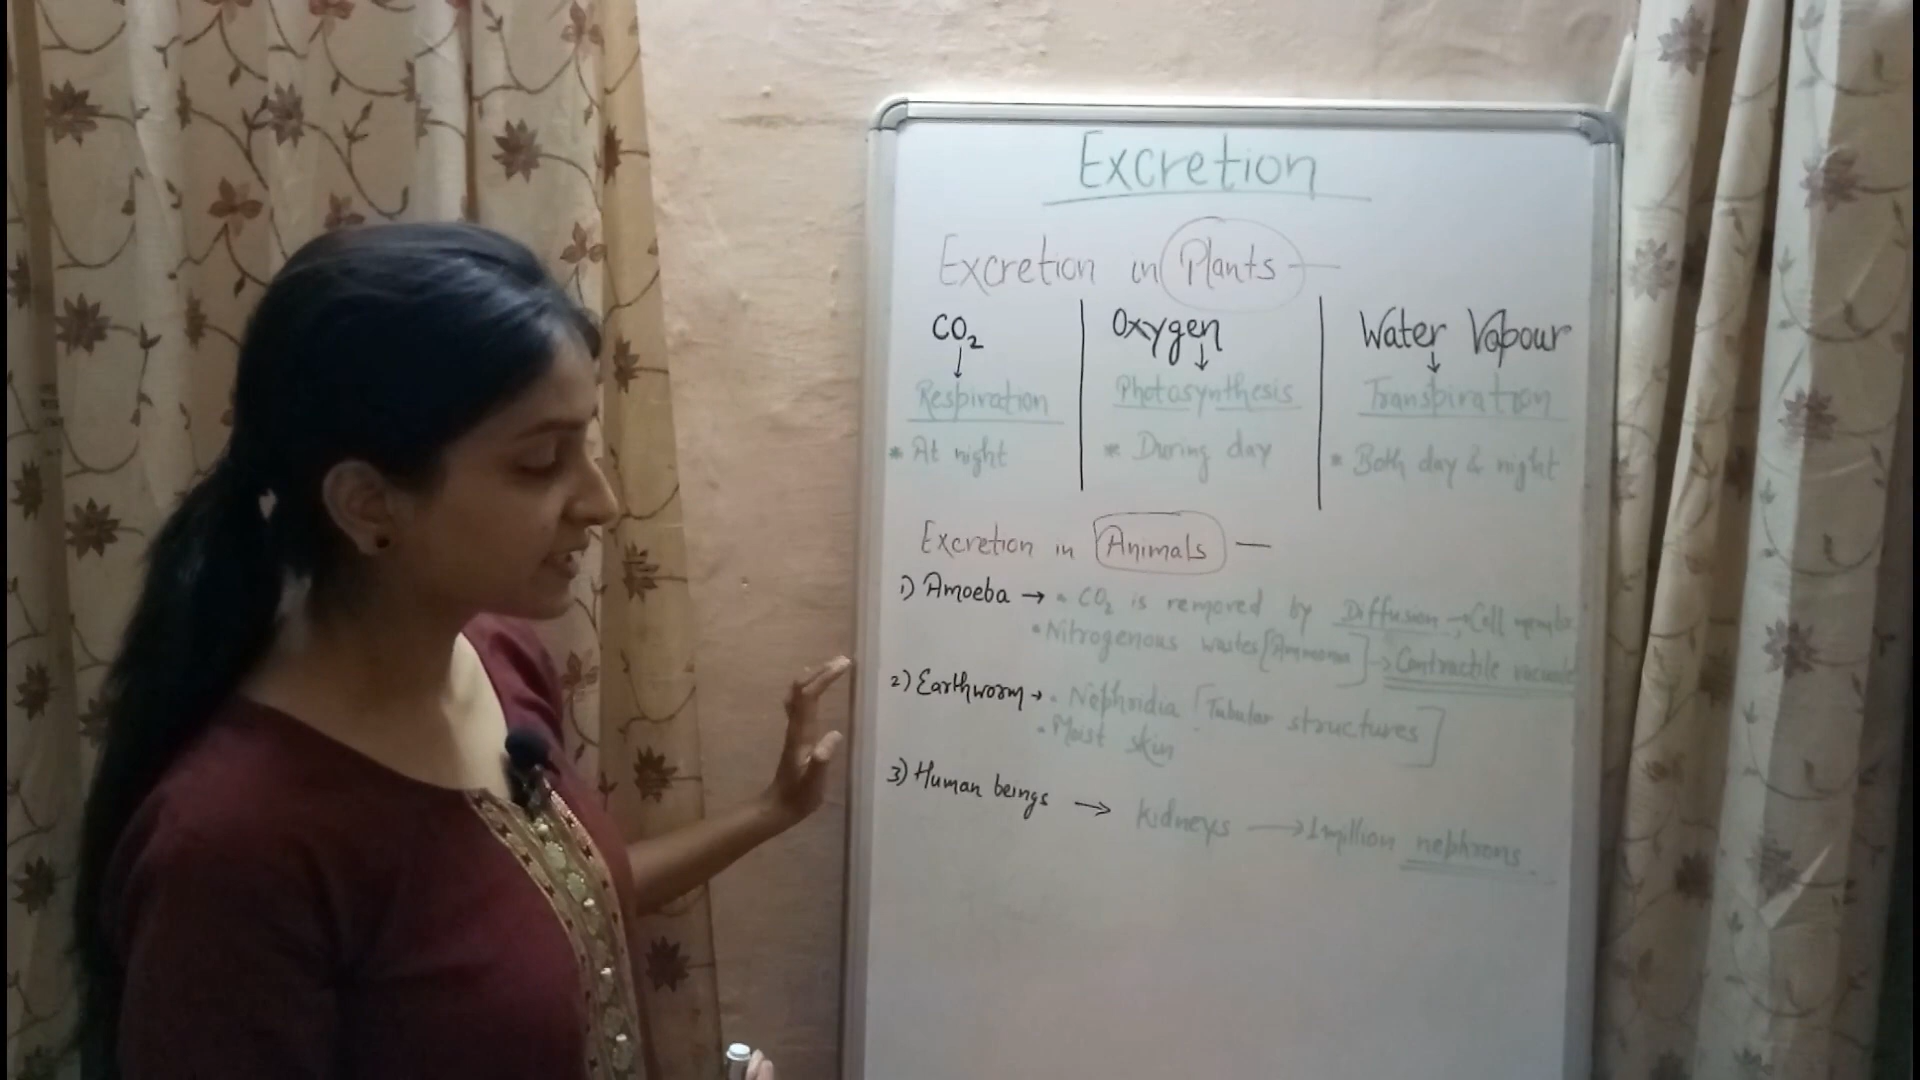 Excretion
Excretion in Plants —
CO₂ | Oxygen | Water Vapour
↓ ↓ ↓
Respiration | Photosynthesis | Transpiration
* At night | * During day | * Both day & night
Excretion in Animals —
1) Amoeba → • CO₂ is removed by Diffusion → Cell
• Nitrogenous wastes [Ammonia] → Contractile vacuole
2) Earthworm → • Nephridia [Tubular structures]
• Moist skin
3) Human beings → kidneys → 1 million nephrons.